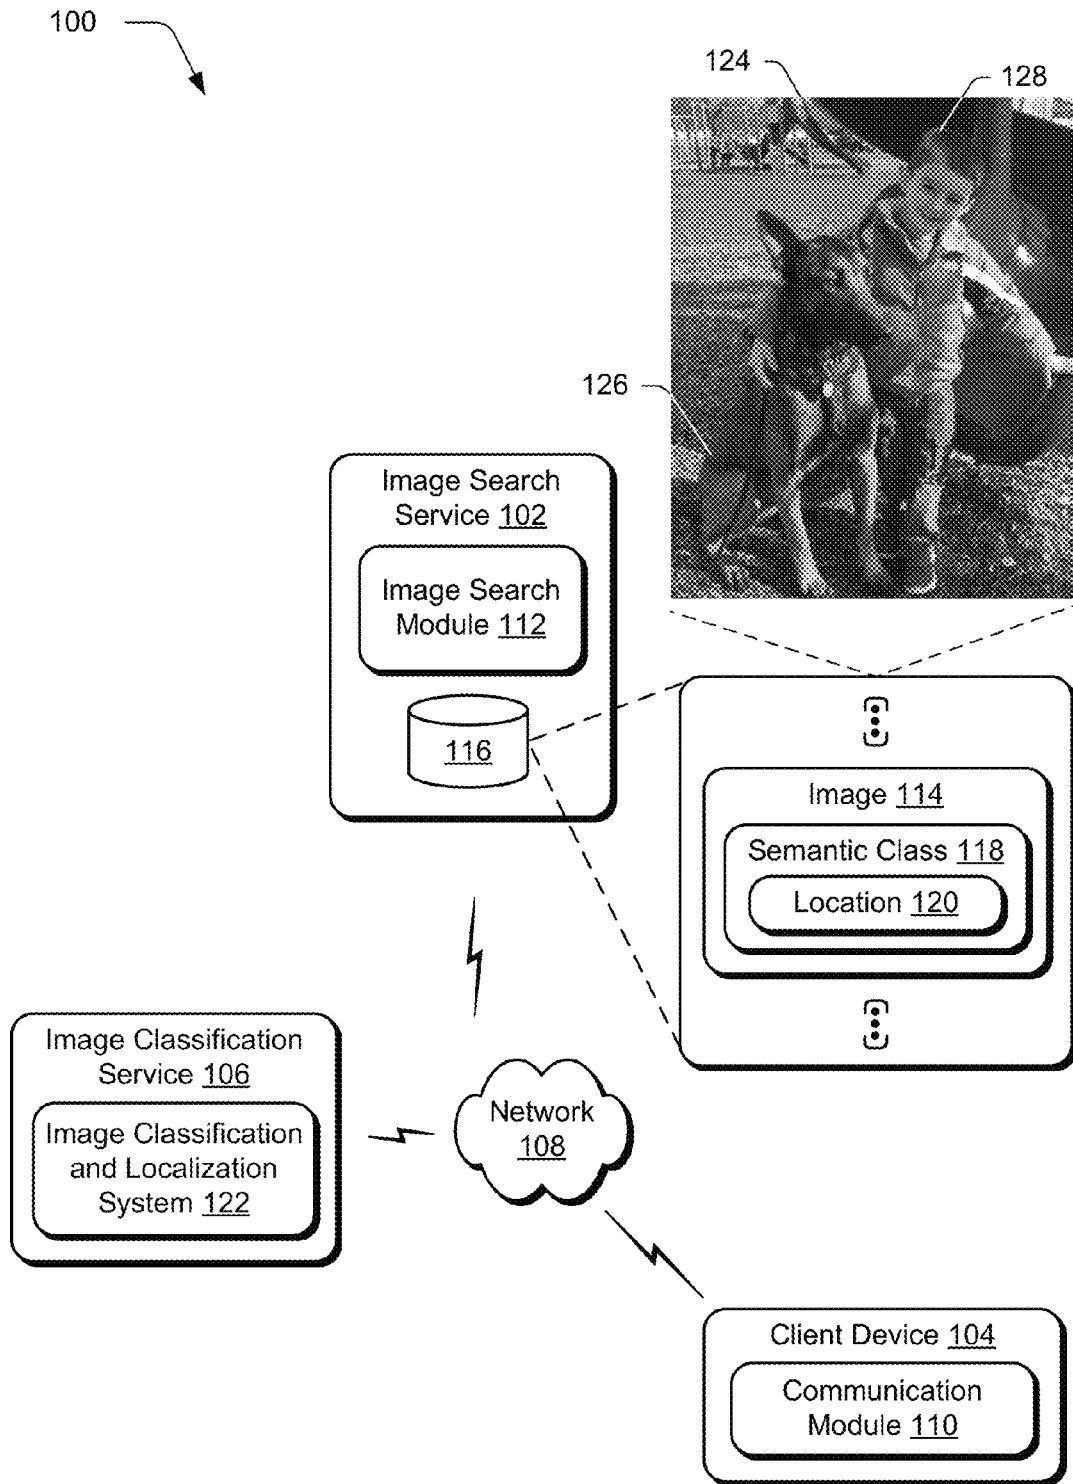 100
124
128
126
Image Search
Service 102
Image Search
Module 112
116
Image 114
Semantic Class 118
Location 120
Image Classification
Service 106
Image Classification
and Localization
System 122
Network
108
Client Device 104
Communication
Module 110